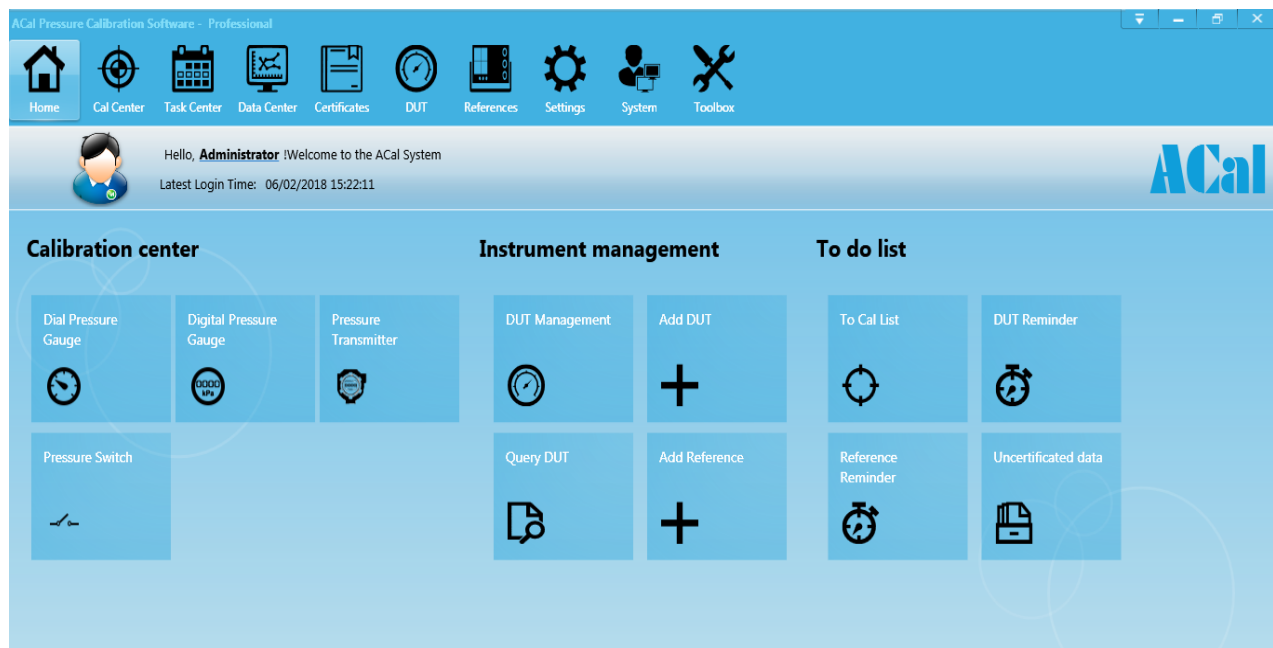 ACal Pressure Calibration Software - Professional
Home Cal Center Task Center Data Center Certificates DUT References Settings System Toolbox
Hello, Administrator !Welcome to the ACal System
Latest Login Time: 06/02/2018 15:22:11
ACal
Calibration center
Dial Pressure
Gauge
Digital Pressure
Gauge
0000
kPa
Pressure
Transmitter
Pressure Switch
Instrument management
DUT Management
Add DUT
Query DUT
Add Reference
To do list
To Cal List
DUT Reminder
Reference
Reminder
Uncertificated data